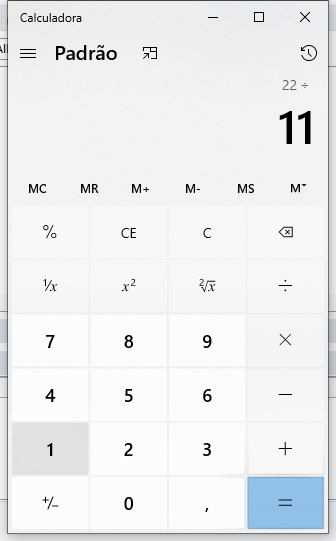 Calculadora
Padrão
22 ÷
11
MC MR M+ M- MS M˅
% CE C
¹/x x² ²√x ÷
7 8 9 ×
4 5 6 −
1 2 3 +
+/− 0 , =